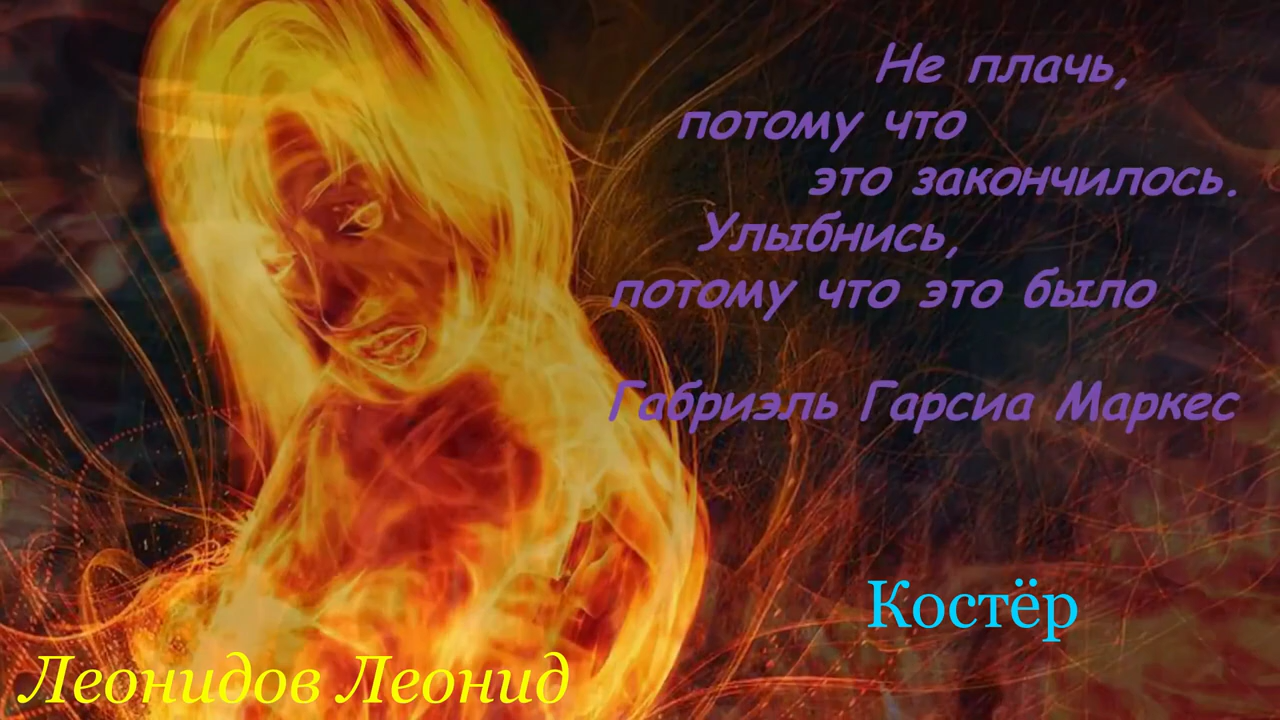 Не плачь,
потому что
это закончилось.
Улыбнись,
потому что это было
Габриэль Гарсиа Маркес
Костёр
Леонидов Леонид